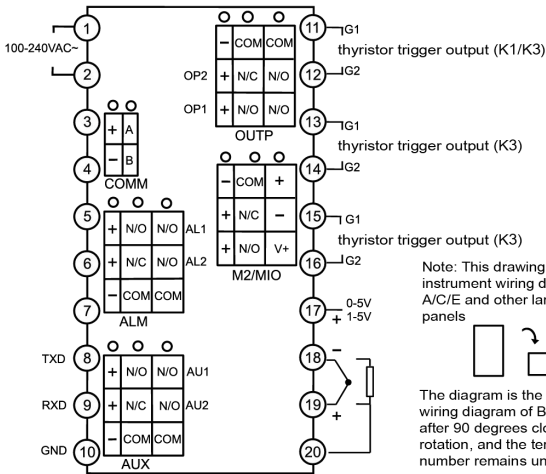 100-240VAC~
1
2
3
4
5
6
7
8
9
10
TXD
RXD
GND
+ A
− B
COMM
+ N/O N/O AL1
+ N/C N/O AL2
− COM COM
ALM
+ N/O N/O AU1
+ N/C N/O AU2
− COM COM
AUX
− COM COM
OP2 + N/C N/O
OP1 + N/O N/O
OUTP
− COM +
+ N/C −
+ N/O V+
M2/MIO
11 G1
thyristor trigger output (K1/K3)
12 G2
13 G1
thyristor trigger output (K3)
14 G2
15 G1
thyristor trigger output (K3)
16 G2
17 0-5V
+ 1-5V
18 −
19 +
20
Note: This drawing
instrument wiring d
A/C/E and other lar
panels
The diagram is the
wiring diagram of B
after 90 degrees clo
rotation, and the ter
number remains un